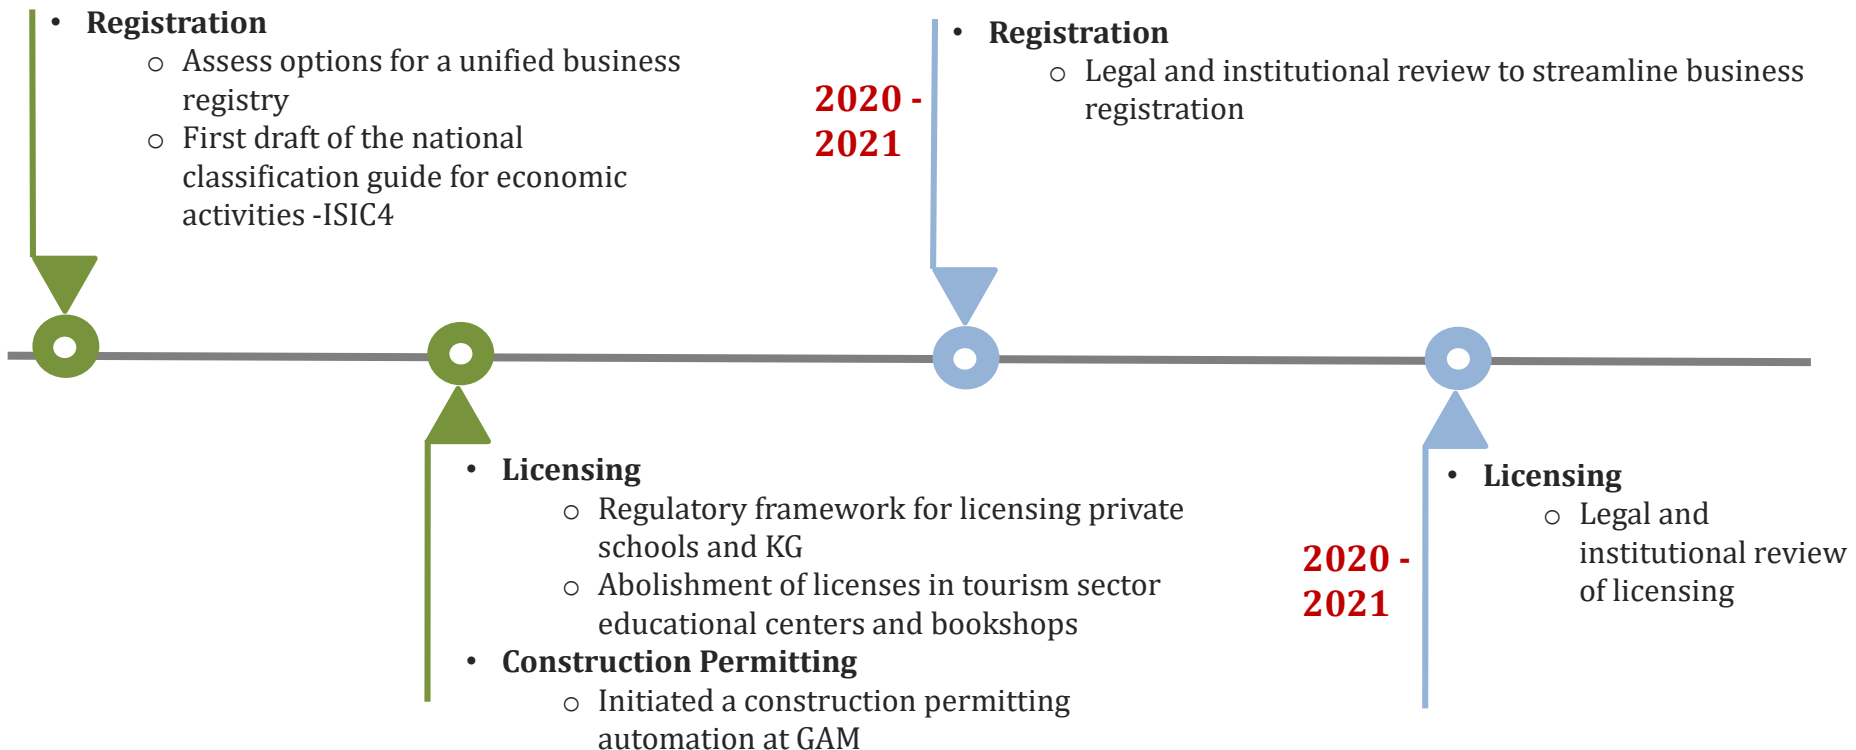 • Registration
o Assess options for a unified business
registry
o First draft of the national
classification guide for economic
activities -ISIC4
2020 -
2021
• Registration
o Legal and institutional review to streamline business
registration
• Licensing
o Regulatory framework for licensing private
schools and KG
o Abolishment of licenses in tourism sector
educational centers and bookshops
• Construction Permitting
o Initiated a construction permitting
automation at GAM
2020 -
2021
• Licensing
o Legal and
institutional review
of licensing